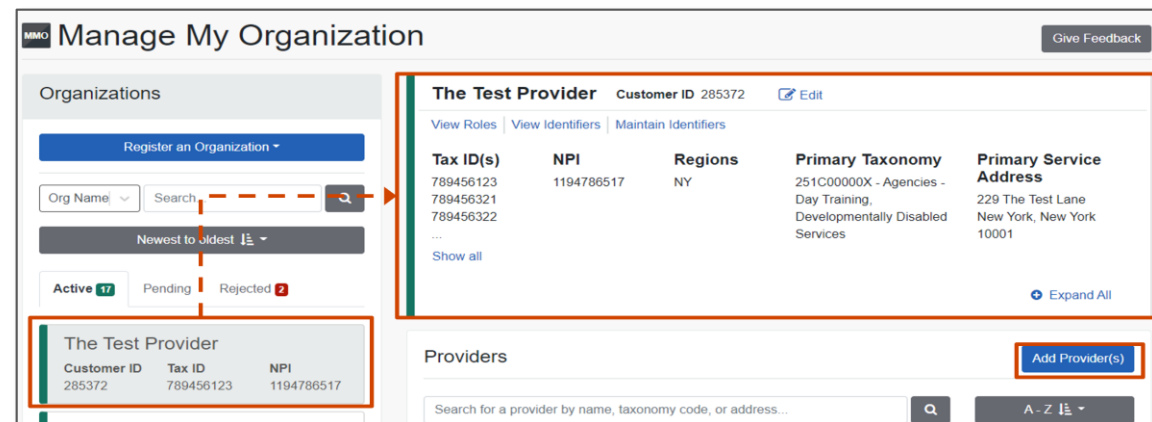 MMO Manage My Organization
Give Feedback
Organizations
Register an Organization
Org Name
Search...
Newest to oldest
Active 17 Pending Rejected 2
The Test Provider
Customer ID Tax ID NPI
285372 789456123 1194786517
The Test Provider Customer ID 285372 Edit
View Roles View Identifiers Maintain Identifiers
Tax ID(s) NPI Regions Primary Taxonomy Primary Service
Address
789456123 1194786517 NY 251C00000X - Agencies - 229 The Test Lane
789456321 Day Training, New York, New York
789456322 Developmentally Disabled 10001
... Services
Show all
Expand All
Providers
Add Provider(s)
Search for a provider by name, taxonomy code, or address...
A - Z